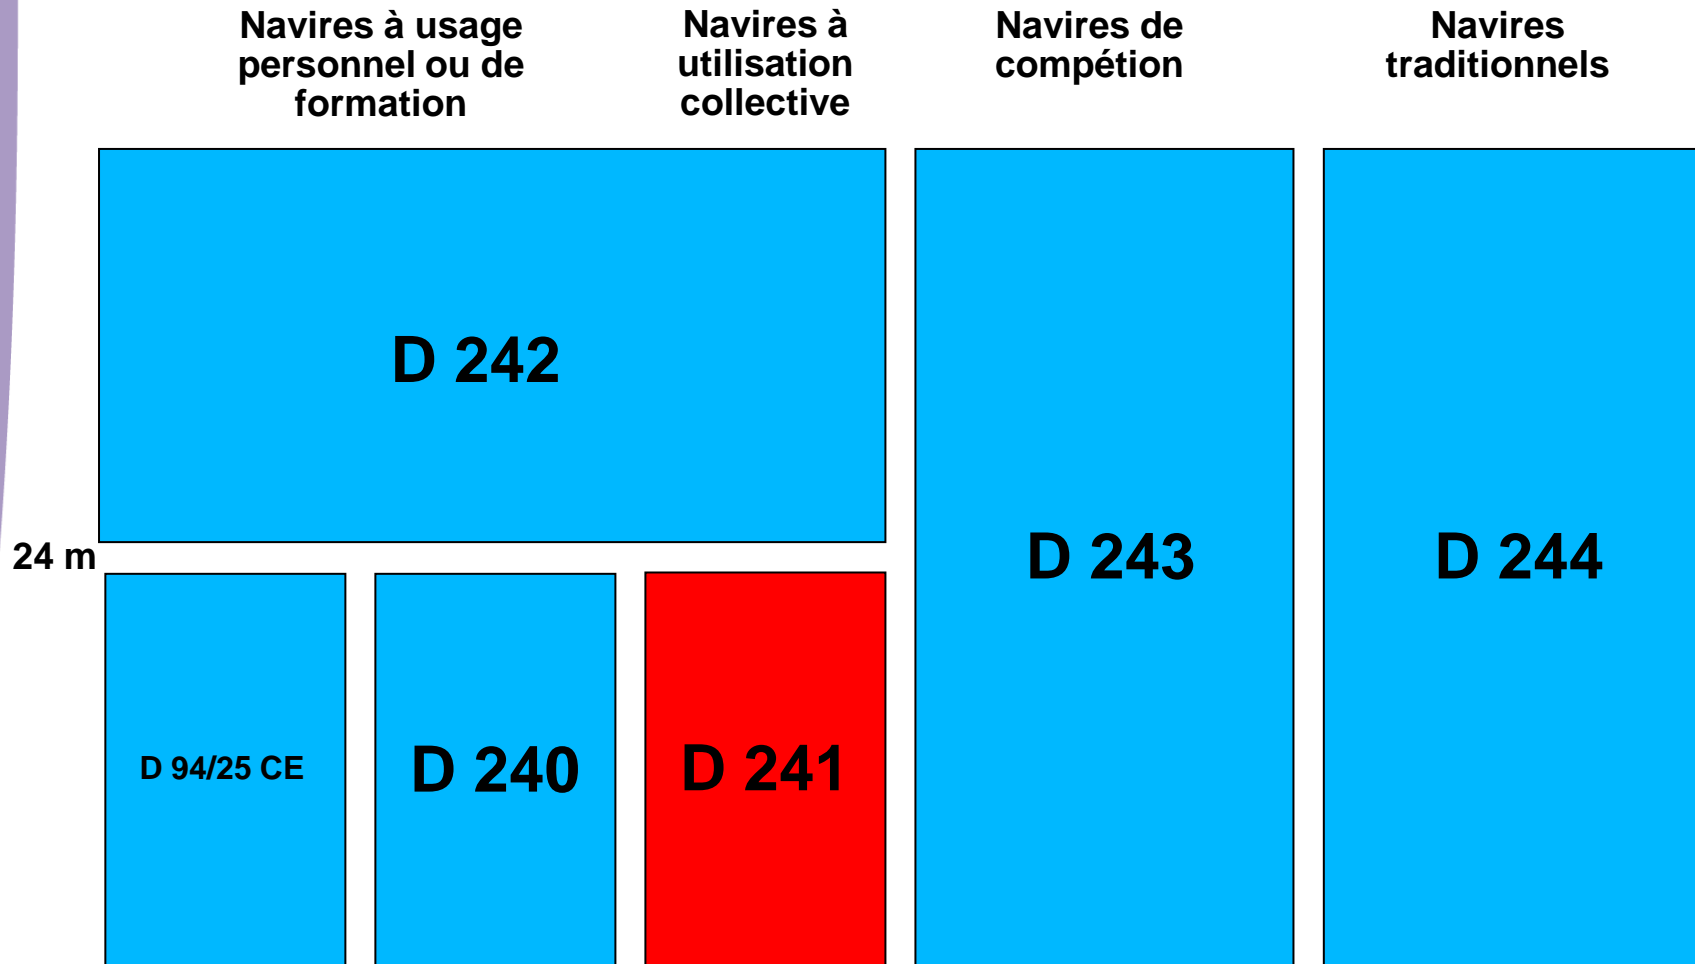 Navires à usage
personnel ou de
formation
Navires à
utilisation
collective
Navires de
compétion
Navires
traditionnels
D 242
24 m
D 243
D 244
D 94/25 CE
D 240
D 241